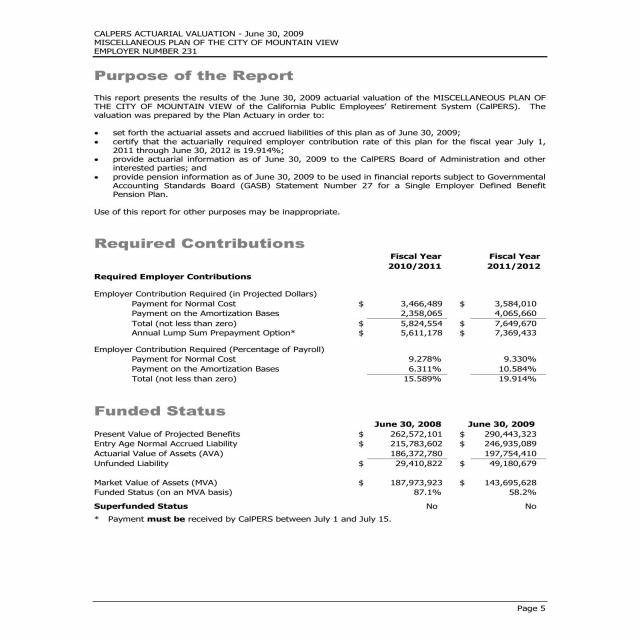 CALPERS ACTUARIAL VALUATION - June 30, 2009
MISCELLANEOUS PLAN OF THE CITY OF MOUNTAIN VIEW
EMPLOYER NUMBER 231
Purpose of the Report
This report presents the results of the June 30, 2009 actuarial valuation of the MISCELLANEOUS PLAN OF
THE CITY OF MOUNTAIN VIEW of the California Public Employees' Retirement System (CalPERS). The
valuation was prepared by the Plan Actuary in order to:
• set forth the actuarial assets and accrued liabilities of this plan as of June 30, 2009;
• certify that the actuarially required employer contribution rate of this plan for the fiscal year July 1,
2011 through June 30, 2012 is 19.914%;
• provide actuarial information as of June 30, 2009 to the CalPERS Board of Administration and other
interested parties; and
• provide pension information as of June 30, 2009 to be used in financial reports subject to Governmental
Accounting Standards Board (GASB) Statement Number 27 for a Single Employer Defined Benefit
Pension Plan.
Use of this report for other purposes may be inappropriate.
Required Contributions
Fiscal Year Fiscal Year
2010/2011 2011/2012
Required Employer Contributions
Employer Contribution Required (in Projected Dollars)
Payment for Normal Cost $ 3,466,489 $ 3,584,010
Payment on the Amortization Bases 2,358,065 4,065,660
Total (not less than zero) $ 5,824,554 $ 7,649,670
Annual Lump Sum Prepayment Option* $ 5,611,178 $ 7,369,433
Employer Contribution Required (Percentage of Payroll)
Payment for Normal Cost 9.278% 9.330%
Payment on the Amortization Bases 6.311% 10.584%
Total (not less than zero) 15.589% 19.914%
Funded Status
June 30, 2008 June 30, 2009
Present Value of Projected Benefits $ 262,572,101 $ 290,443,323
Entry Age Normal Accrued Liability $ 215,783,602 $ 246,935,089
Actuarial Value of Assets (AVA) 186,372,780 197,754,410
Unfunded Liability $ 29,410,822 $ 49,180,679
Market Value of Assets (MVA) $ 187,973,923 $ 143,695,628
Funded Status (on an MVA basis) 87.1% 58.2%
Superfunded Status No No
* Payment must be received by CalPERS between July 1 and July 15.
Page 5